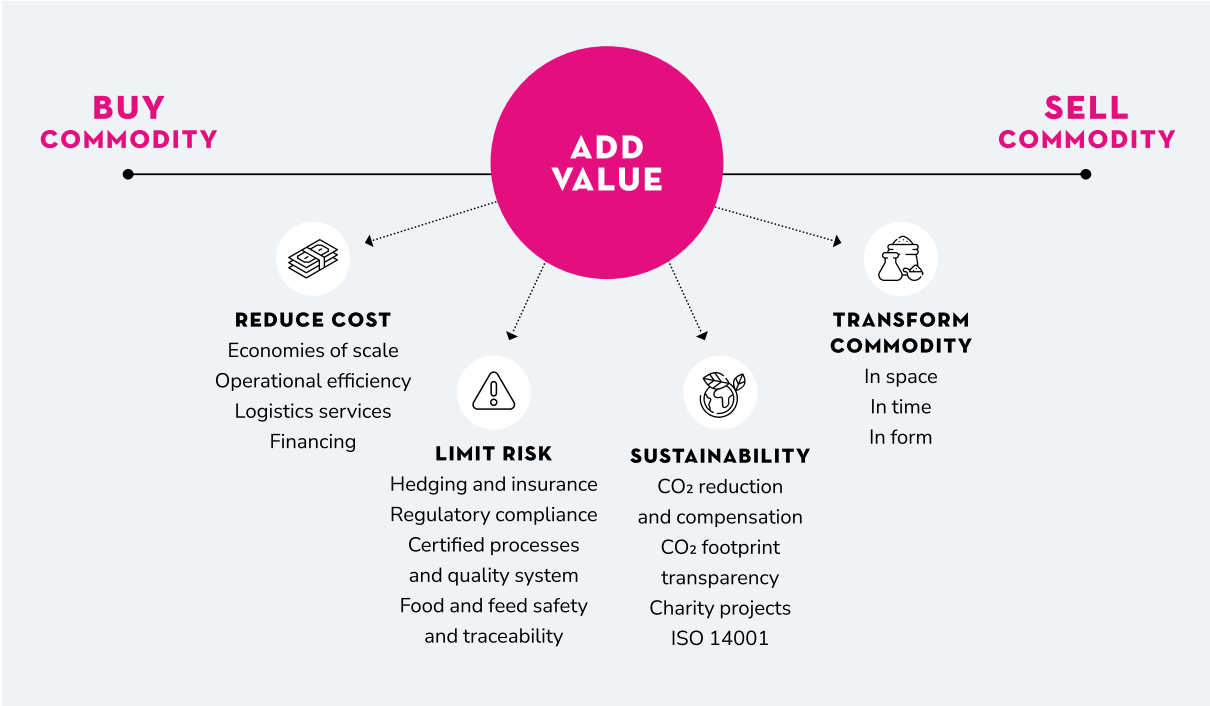 BUY
COMMODITY
ADD
VALUE
SELL
COMMODITY
REDUCE COST
Economies of scale
Operational efficiency
Logistics services
Financing
LIMIT RISK
Hedging and insurance
Regulatory compliance
Certified processes
and quality system
Food and feed safety
and traceability
SUSTAINABILITY
CO₂ reduction
and compensation
CO₂ footprint
transparency
Charity projects
ISO 14001
TRANSFORM
COMMODITY
In space
In time
In form